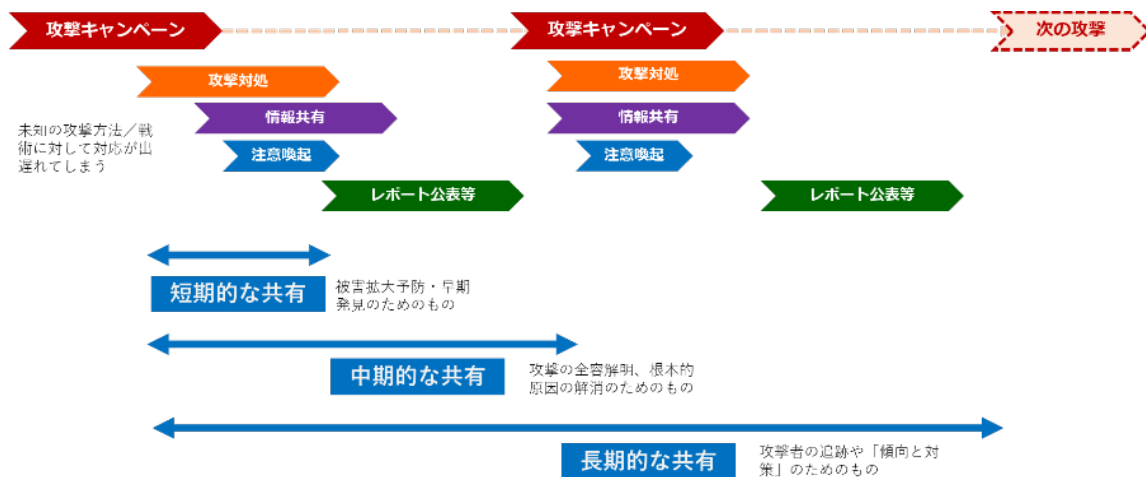 攻撃キャンペーン
攻撃キャンペーン
次の攻撃
攻撃対処
攻撃対処
情報共有
情報共有
未知の攻撃方法／戦
術に対して対応が出
遅れてしまう
注意喚起
注意喚起
レポート公表等
レポート公表等
短期的な共有
被害拡大予防・早期
発見のためのもの
中期的な共有
攻撃の全容解明、根本的
原因の解消のためのもの
長期的な共有
攻撃者の追跡や「傾向と対
策」のためのもの